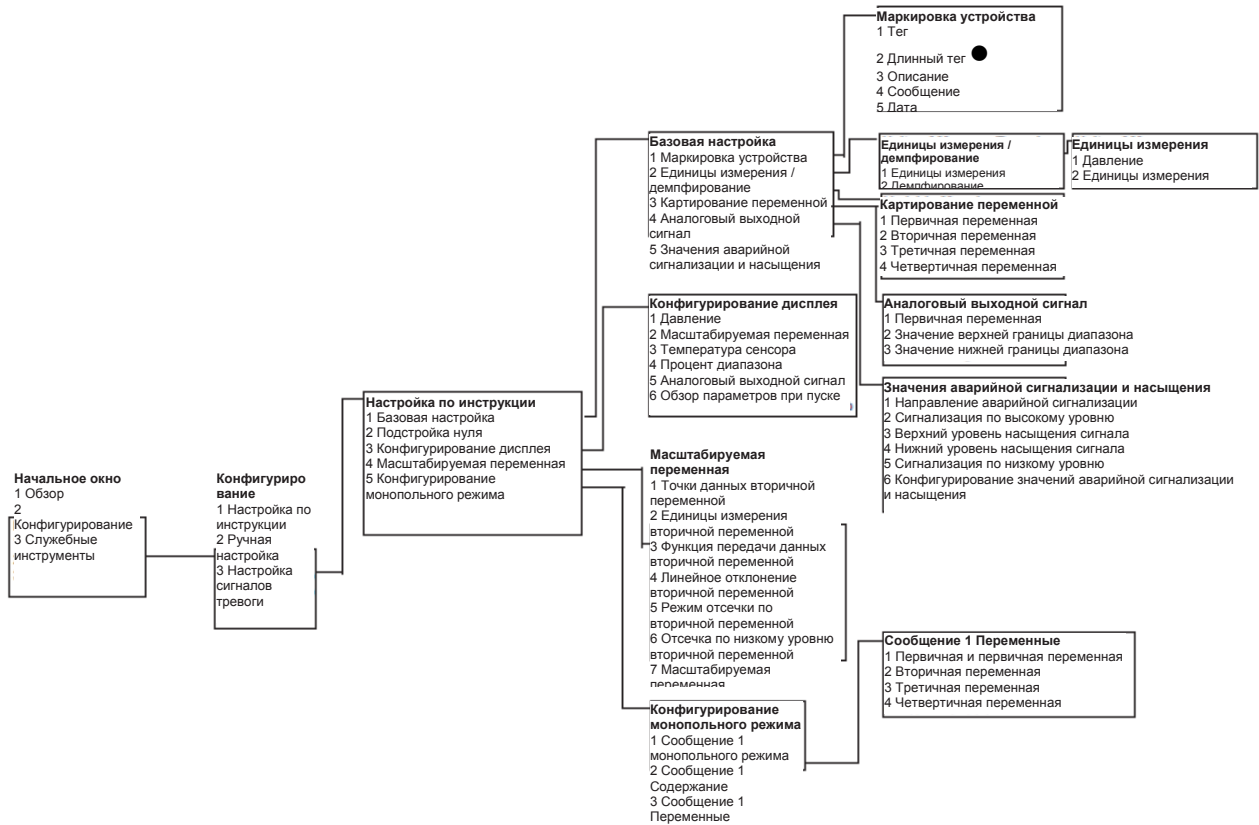 Начальное окно
1 Обзор
2
Конфигурирование
3 Служебные
инструменты
Конфигуриро
вание
1 Настройка по
инструкции
2 Ручная
настройка
3 Настройка
сигналов
тревоги
Настройка по инструкции
1 Базовая настройка
2 Подстройка нуля
3 Конфигурирование дисплея
4 Масштабируемая переменная
5 Конфигурирование
монопольного режима
Базовая настройка
1 Маркировка устройства
2 Единицы измерения /
демпфирование
3 Картирование переменной
4 Аналоговый выходной
сигнал
5 Значения аварийной
сигнализации и насыщения
Конфигурирование дисплея
1 Давление
2 Масштабируемая переменная
3 Температура сенсора
4 Процент диапазона
5 Аналоговый выходной сигнал
6 Обзор параметров при пуске
Масштабируемая
переменная
1 Точки данных вторичной
переменной
2 Единицы измерения
вторичной переменной
3 Функция передачи данных
вторичной переменной
4 Линейное отклонение
вторичной переменной
5 Режим отсечки по
вторичной переменной
6 Отсечка по низкому уровню
вторичной переменной
7 Масштабируемая
переменная
Конфигурирование
монопольного режима
1 Сообщение 1
монопольного режима
2 Сообщение 1
Содержание
3 Сообщение 1
Переменные
Маркировка устройства
1 Тег
2 Длинный тег
3 Описание
4 Сообщение
5 Дата
Единицы измерения /
демпфирование
1 Единицы измерения
2 Демпфирование
Единицы измерения
1 Давление
2 Единицы измерения
Картирование переменной
1 Первичная переменная
2 Вторичная переменная
3 Третичная переменная
4 Четвертичная переменная
Аналоговый выходной сигнал
1 Первичная переменная
2 Значение верхней границы диапазона
3 Значение нижней границы диапазона
Значения аварийной сигнализации и насыщения
1 Направление аварийной сигнализации
2 Сигнализация по высокому уровню
3 Верхний уровень насыщения сигнала
4 Нижний уровень насыщения сигнала
5 Сигнализация по низкому уровню
6 Конфигурирование значений аварийной сигнализации
и насыщения
Сообщение 1 Переменные
1 Первичная и первичная переменная
2 Вторичная переменная
3 Третичная переменная
4 Четвертичная переменная